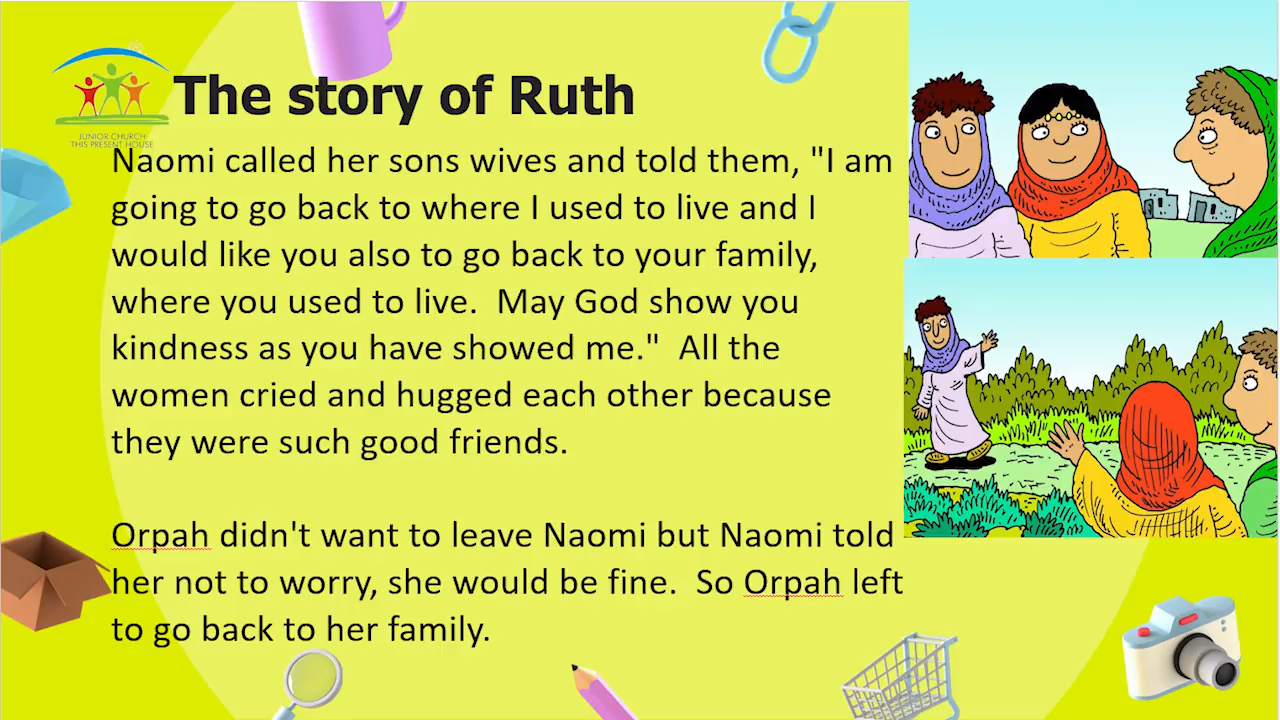 The story of Ruth
JUNIOR CHURCH
THIS PRESENT HOUSE
Naomi called her sons wives and told them, "I am
going to go back to where I used to live and I
would like you also to go back to your family,
where you used to live.  May God show you
kindness as you have showed me."  All the
women cried and hugged each other because
they were such good friends.
Orpah didn't want to leave Naomi but Naomi told
her not to worry, she would be fine.  So Orpah left
to go back to her family.